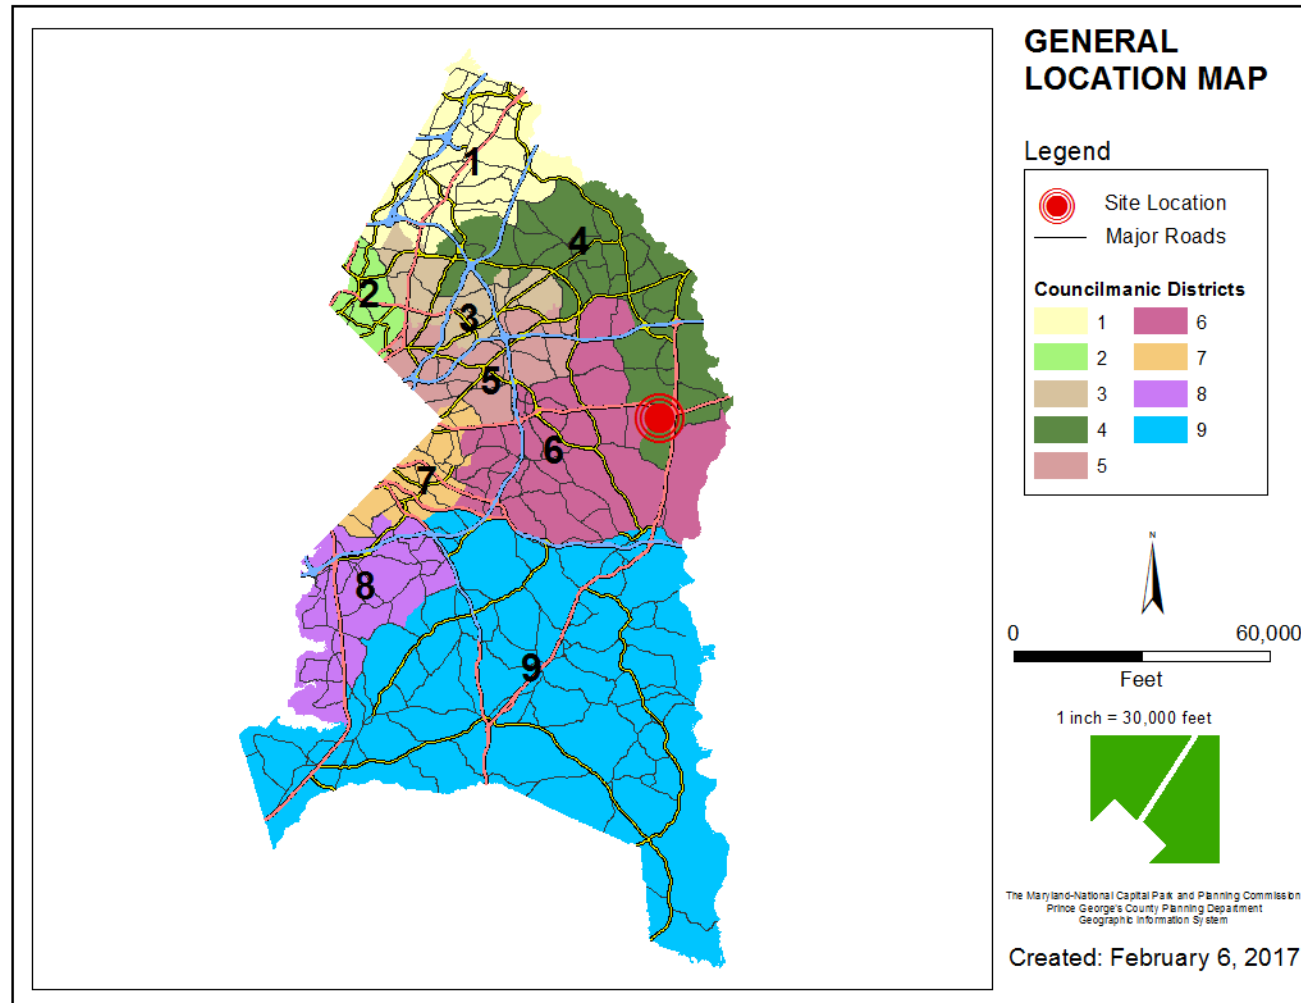 GENERAL
LOCATION MAP
Legend
Site Location
Major Roads
Councilmanic Districts
1 6
2 7
3 8
4 9
5
1
4
2
3
5
6
7
8
9
N
0 60,000
Feet
1 inch = 30,000 feet
The Maryland-National Capital Park and Planning Commission
Prince George's County Planning Department
Geographic Information System
Created: February 6, 2017